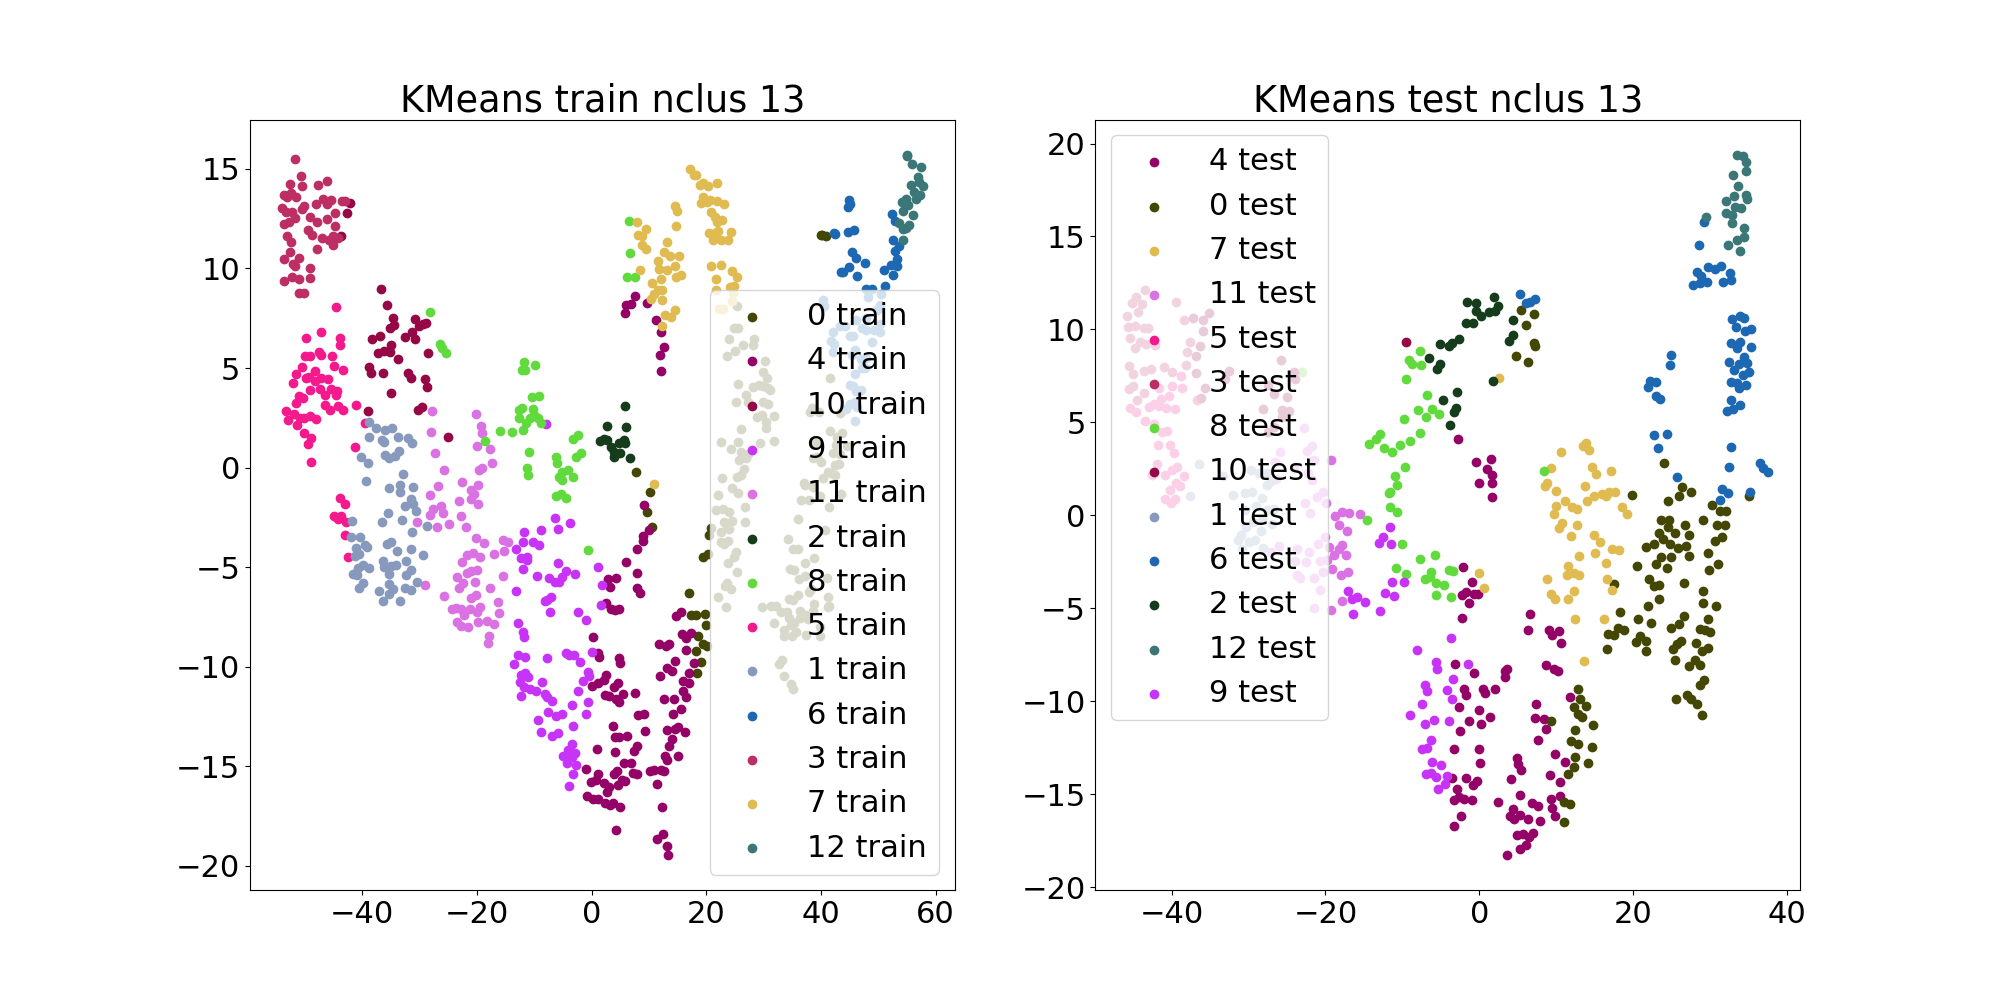 KMeans train nclus 13
15
10
5
0
−5
−10
−15
−20
−40
−20
0
20
40
60
0 train
4 train
10 train
9 train
11 train
2 train
8 train
5 train
1 train
6 train
3 train
7 train
12 train
KMeans test nclus 13
20
15
10
5
0
−5
−10
−15
−20
−40
−20
0
20
40
4 test
0 test
7 test
11 test
5 test
3 test
8 test
10 test
1 test
6 test
2 test
12 test
9 test